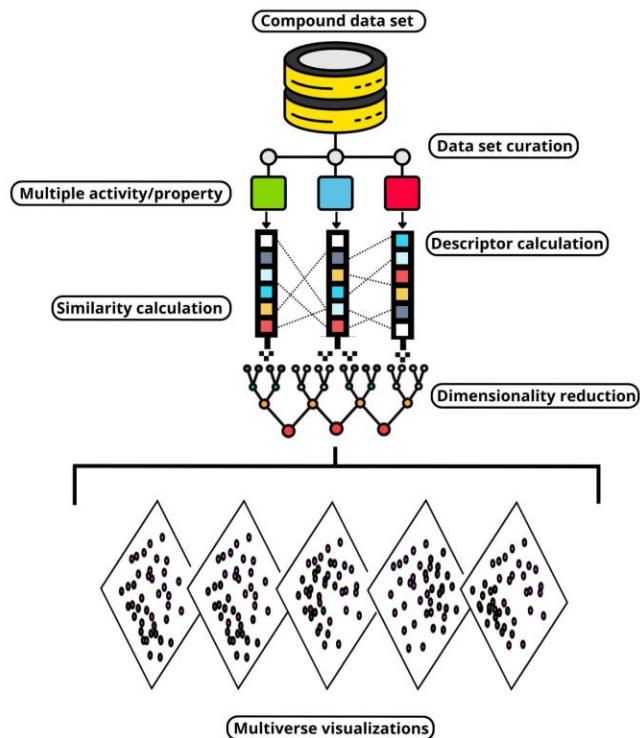 Compound data set
Data set curation
Multiple activity/property
Descriptor calculation
Similarity calculation
Dimensionality reduction
Multiverse visualizations